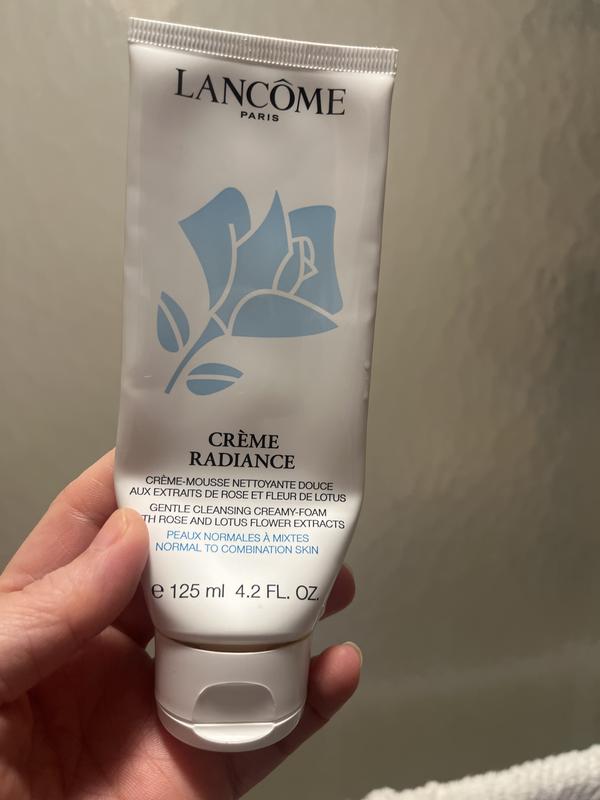 LANCÔME
PARIS
CRÈME
RADIANCE
CRÈME-MOUSSE NETTOYANTE DOUCE
AUX EXTRAITS DE ROSE ET FLEUR DE LOTUS
GENTLE CLEANSING CREAMY-FOAM
TH ROSE AND LOTUS FLOWER EXTRACTS
PEAUX NORMALES À MIXTES
NORMAL TO COMBINATION SKIN
e 125 ml 4.2 FL. OZ.